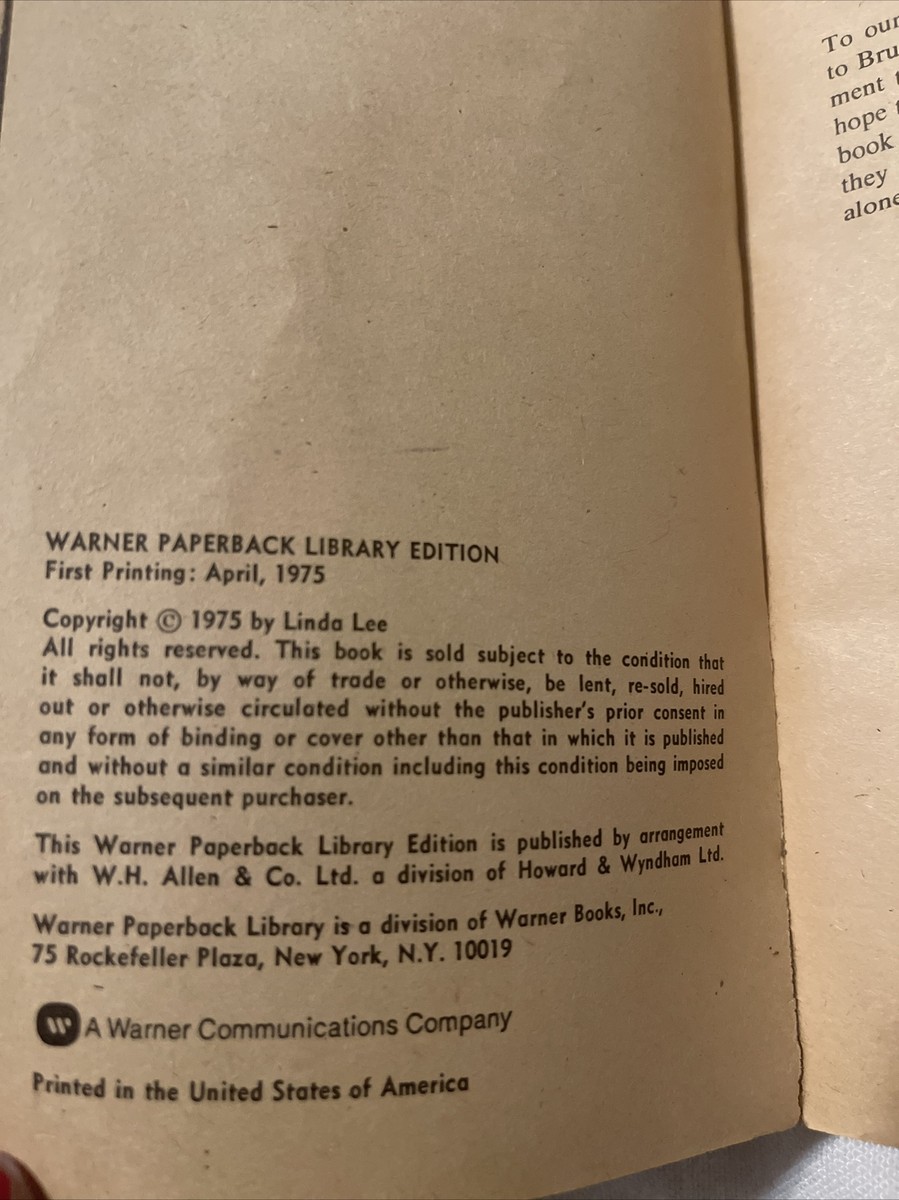 WARNER PAPERBACK LIBRARY EDITION
First Printing: April, 1975
Copyright © 1975 by Linda Lee
All rights reserved. This book is sold subject to the condition that
it shall not, by way of trade or otherwise, be lent, re-sold, hired
out or otherwise circulated without the publisher's prior consent in
any form of binding or cover other than that in which it is published
and without a similar condition including this condition being imposed
on the subsequent purchaser.
This Warner Paperback Library Edition is published by arrangement
with W.H. Allen & Co. Ltd. a division of Howard & Wyndham Ltd.
Warner Paperback Library is a division of Warner Books, Inc.,
75 Rockefeller Plaza, New York, N.Y. 10019
A Warner Communications Company
Printed in the United States of America
To our
to Bru
ment
hope
book
they
alone